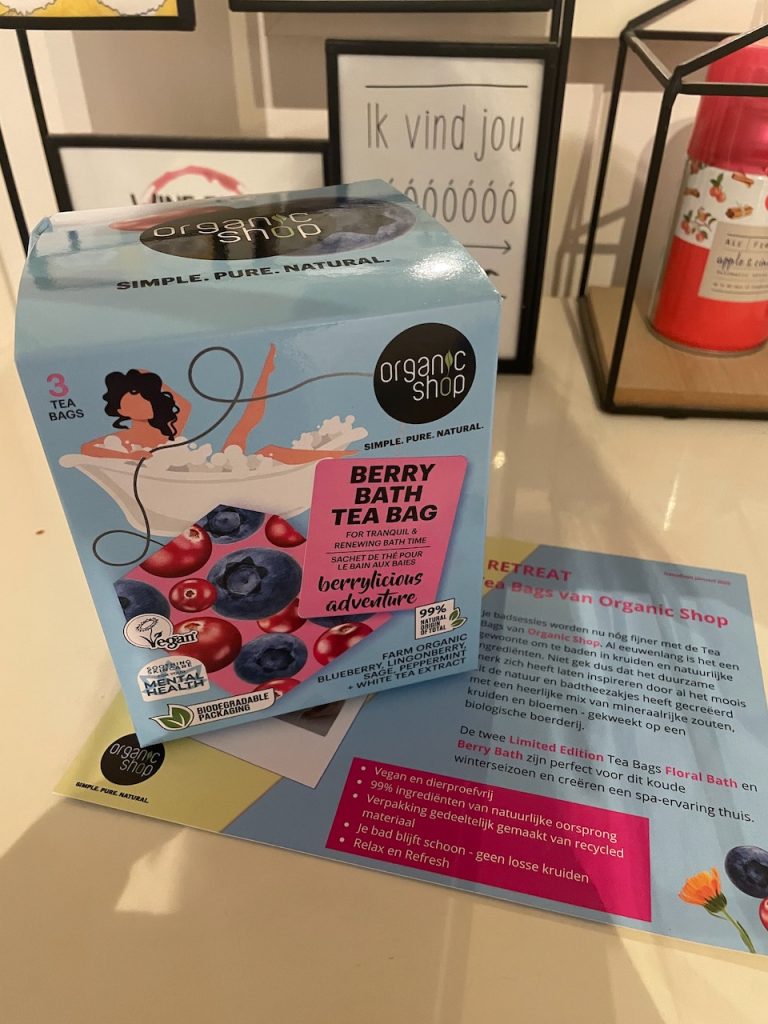 Ik vind jou
óóóóóóó
organic
shop
SIMPLE. PURE. NATURAL.
3
TEA
BAGS
organic
shop
SIMPLE. PURE. NATURAL.
BERRY
BATH
TEA BAG
FOR TRANQUIL &
RENEWING BATH TIME
SACHET DE THÉ POUR
LE BAIN AUX BAIES
berrylicious
adventure
99%
NATURAL
ORIGIN
OF TOTAL
Vegan
SOOTHING
SKIN CARE
MENTAL
HEALTH
BIODEGRADABLE
PACKAGING
FARM ORGANIC
BLUEBERRY, LINGONBERRY,
SAGE, PEPPERMINT
+ WHITE TEA EXTRACT
apple &
RETREAT
Tea Bags van Organic Shop
je badsessies worden nu nóg fijner met de Tea
Bags van Organic Shop. Al eeuwenlang is het een
gewoonte om te baden in kruiden en natuurlijke
ingrediënten. Niet gek dus dat het duurzame
merk zich heeft laten inspireren door al het moois
uit de natuur en badtheezakjes heeft gecreëerd
met een heerlijke mix van mineraalrijke zouten,
kruiden en bloemen - gekweekt op een
biologische boerderij.
De twee Limited Edition Tea Bags Floral Bath en
Berry Bath zijn perfect voor dit koude
winterseizoen en creëren een spa-ervaring thuis.
• Vegan en dierproefvrij
• 99% ingrediënten van natuurlijke oorsprong
• Verpakking gedeeltelijk gemaakt van recycled
materiaal
• Je bad blijft schoon - geen losse kruiden
• Relax en Refresh
organic
shop
SIMPLE. PURE. NATURAL.